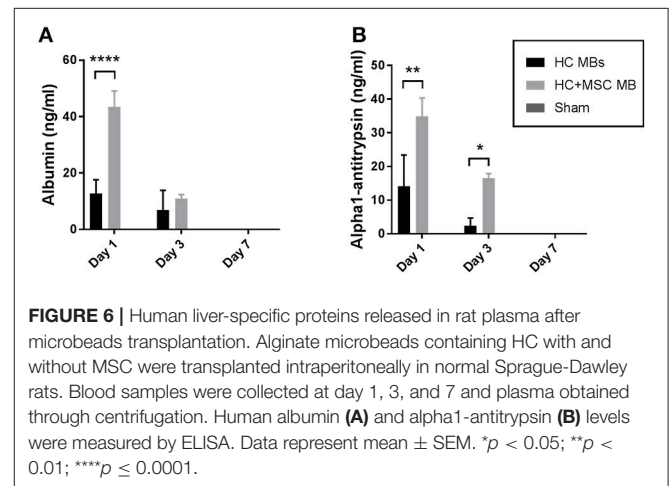 A
****
Albumin (ng/ml)
60
40
20
0
Day 1
Day 3
Day 7
B
**
*
Alpha1-antitrypsin (ng/ml)
50
40
30
20
10
0
Day 1
Day 3
Day 7
HC MBs
HC+MSC MB
Sham
FIGURE 6 | Human liver-specific proteins released in rat plasma after
microbeads transplantation. Alginate microbeads containing HC with and
without MSC were transplanted intraperitoneally in normal Sprague-Dawley
rats. Blood samples were collected at day 1, 3, and 7 and plasma obtained
through centrifugation. Human albumin (A) and alpha1-antitrypsin (B) levels
were measured by ELISA. Data represent mean ± SEM. *p < 0.05; **p <
0.01; ****p ≤ 0.0001.